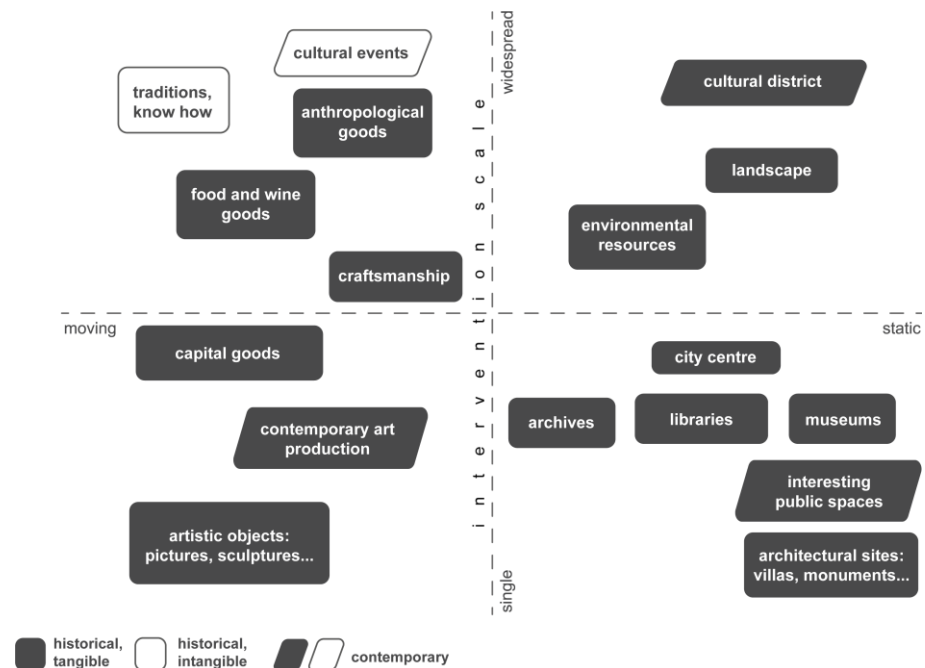 cultural events
traditions,
know how
anthropological
goods
food and wine
goods
craftsmanship
widespread
cultural district
landscape
environmental
resources
intervention scale
moving
static
capital goods
contemporary art
production
artistic objects:
pictures, sculptures...
city centre
archives
libraries
museums
interesting
public spaces
architectural sites:
villas, monuments...
single
historical,
tangible
historical,
intangible
contemporary